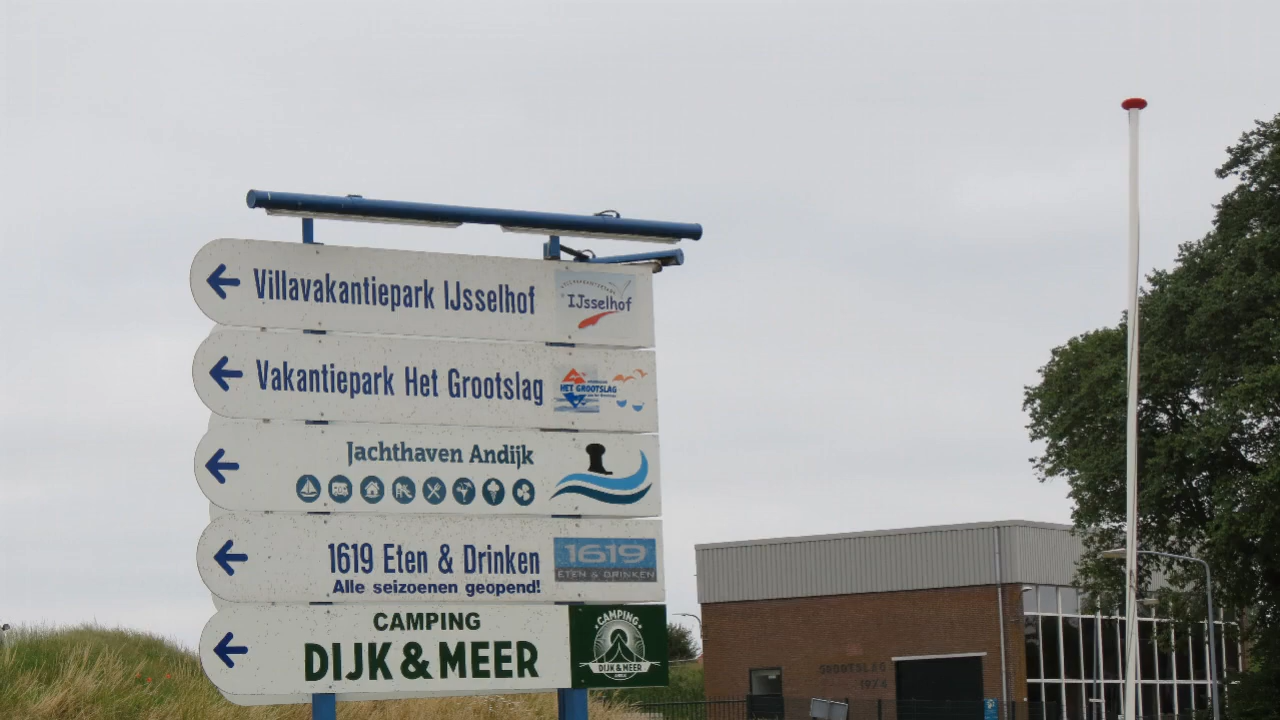 Villavakantiepark IJsselhof
IJsselhof
Vakantiepark Het Grootslag
HET GROOTSLAG
Jachthaven Andijk
1619 Eten & Drinken
Alle seizoenen geopend!
1619
ETEN & DRINKEN
CAMPING
DIJK & MEER
CAMPING
DIJK & MEER
GROOTSLAG
1974